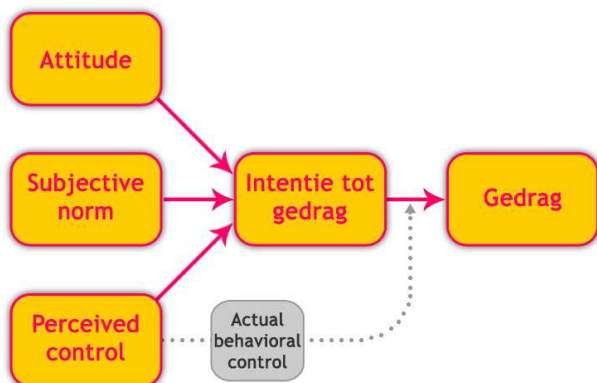 Attitude
Subjective
norm
Intentie tot
gedrag
Gedrag
Perceived
control
Actual
behavioral
control